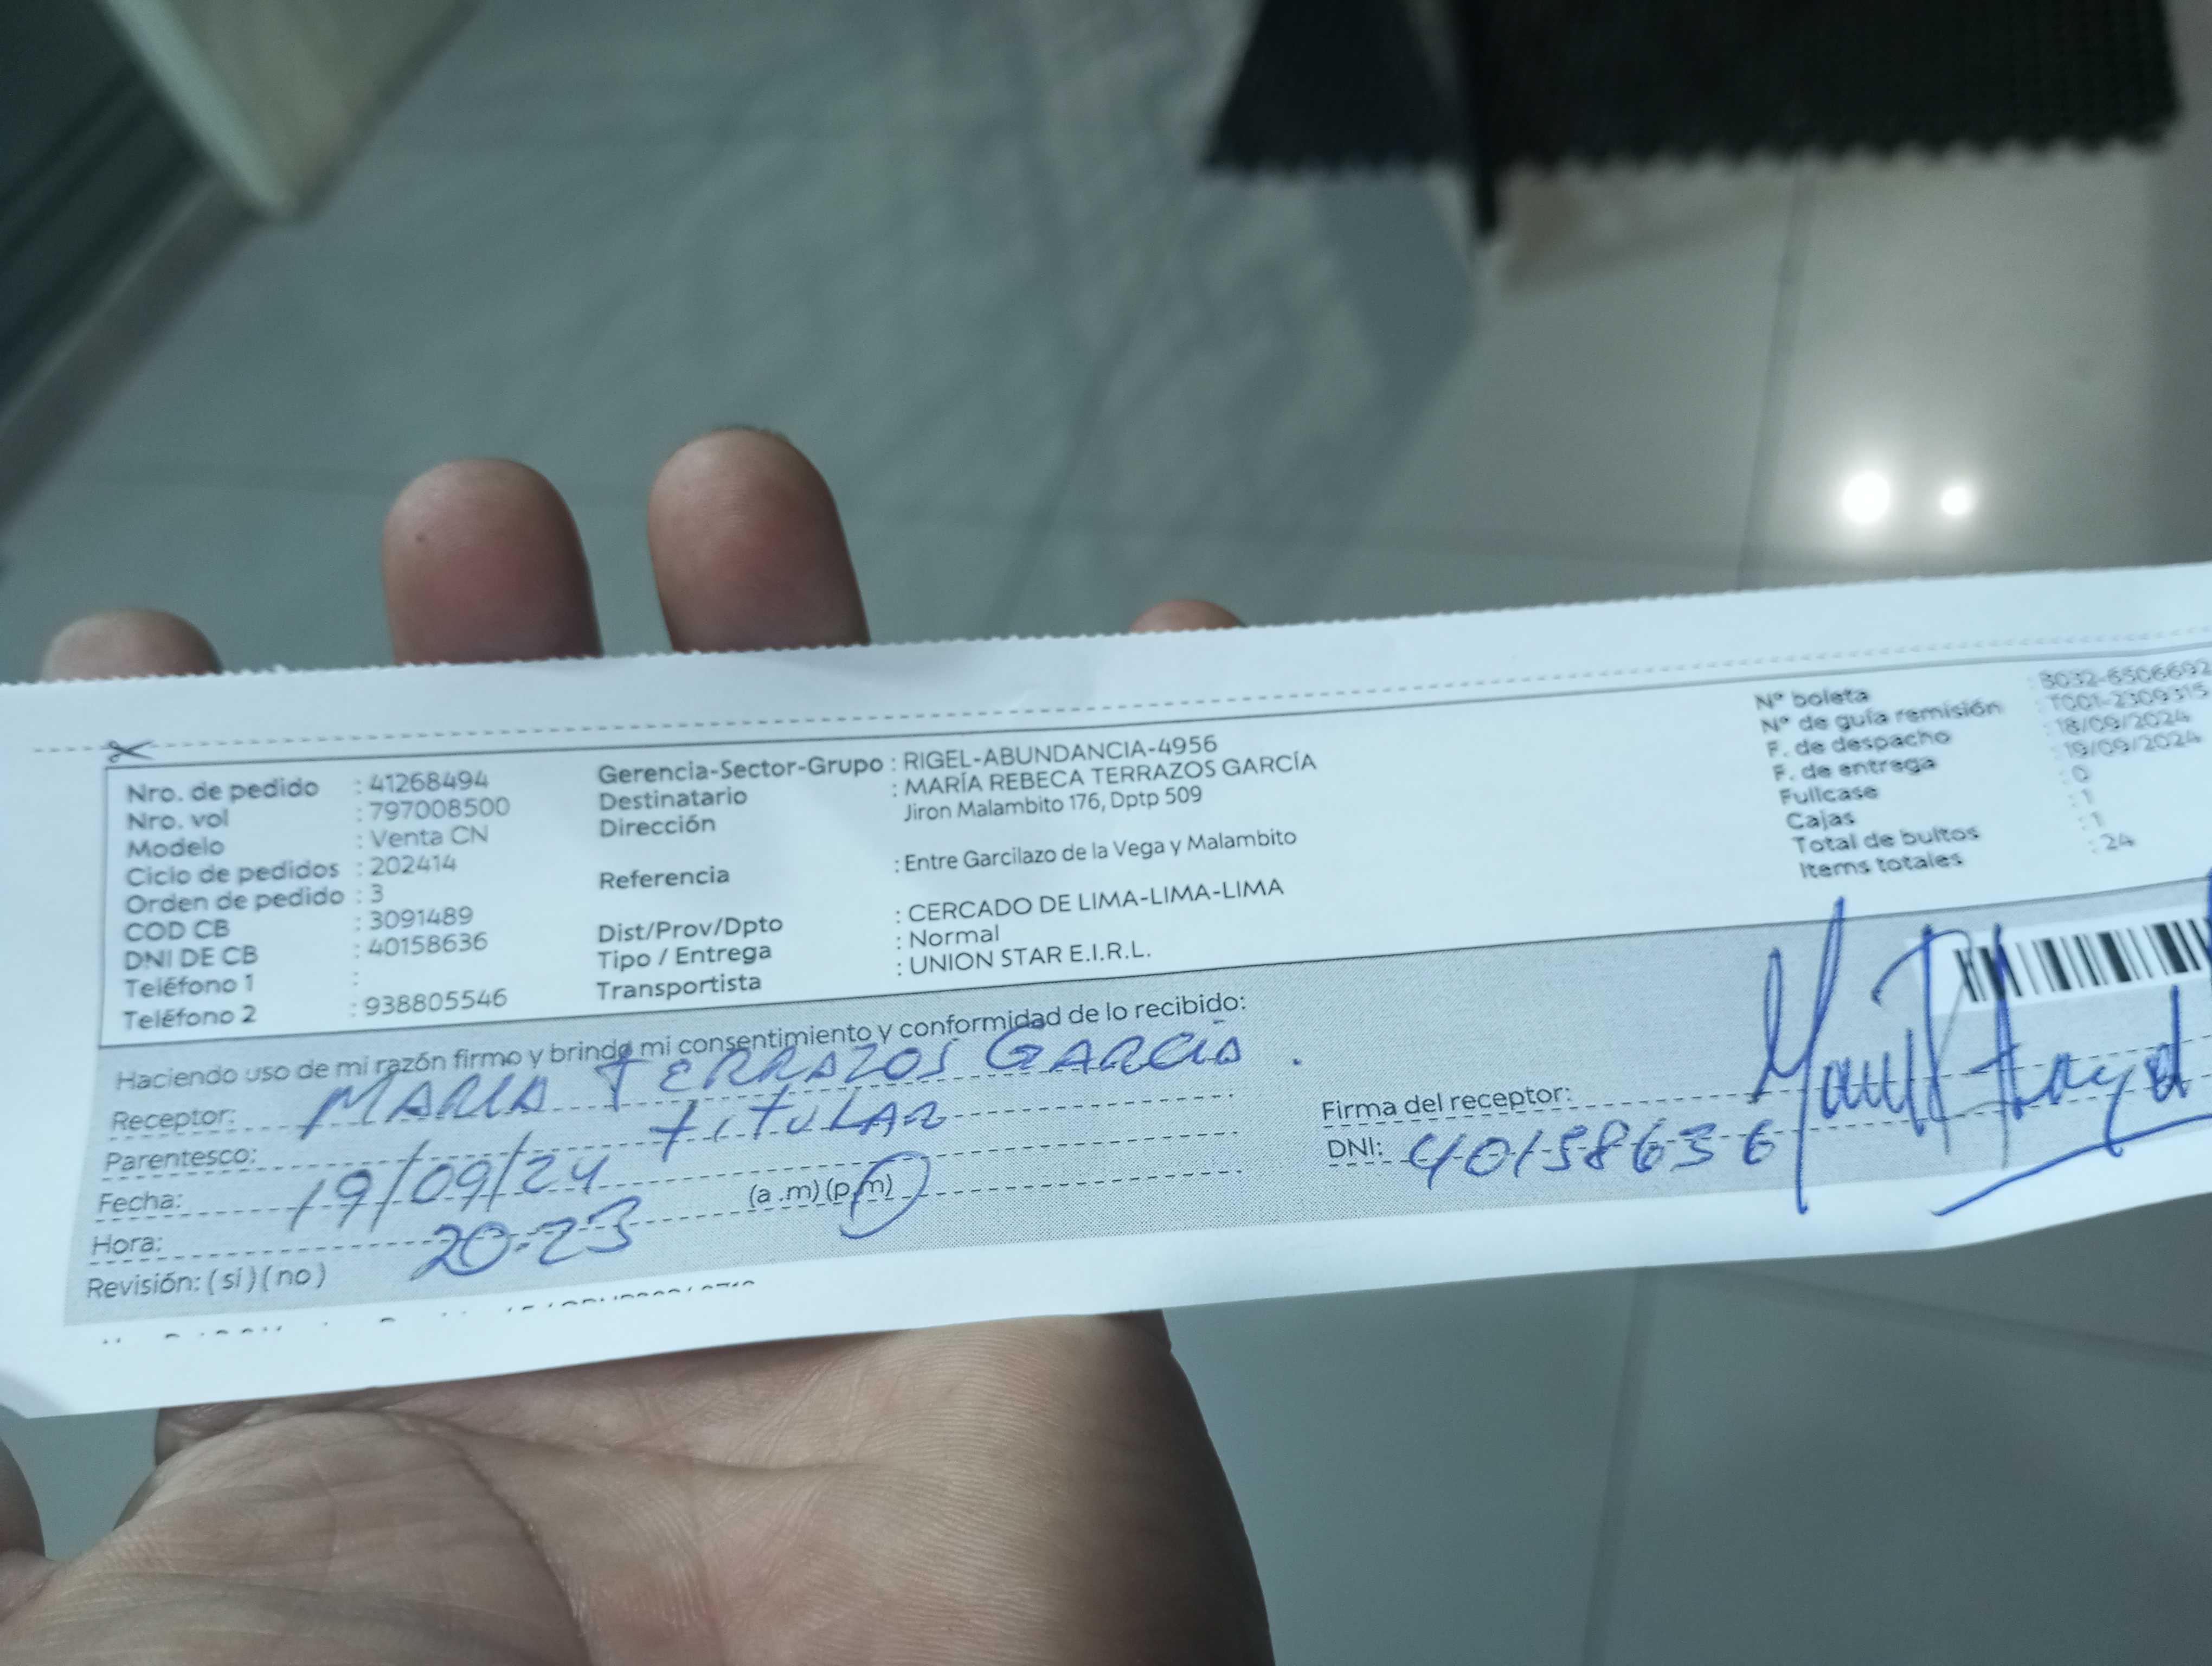 Nro. de pedido : 41268494
Nro. vol : 797008500
Modelo : Venta CN
Ciclo de pedidos : 202414
Orden de pedido : 3
COD CB : 3091489
DNI DE CB : 40158636
Teléfono 1 :
Teléfono 2 : 938805546
Gerencia-Sector-Grupo : RIGEL-ABUNDANCIA-4956
Destinatario : MARÍA REBECA TERRAZOS GARCÍA
Dirección Jiron Malambito 176, Dptp 509
Referencia : Entre Garcilazo de la Vega y Malambito
Dist/Prov/Dpto : CERCADO DE LIMA-LIMA-LIMA
Tipo / Entrega : Normal
Transportista : UNION STAR E.I.R.L.
Nº boleta : B032-6506692
Nº de guía remisión : T001-2309315
F. de despacho : 18/09/2024
F. de entrega : 19/09/2024
Fullcase : 0
Cajas : 1
Total de bultos : 1
Items totales : 24
Haciendo uso de mi razón firmo y brindo mi consentimiento y conformidad de lo recibido:
Receptor: MARIA TERRAZOS GARCIA.
Parentesco: TITULAR
Fecha: 19/09/24
Hora: 20:23 (a .m) (p.m)
Revisión: ( si ) ( no )
Firma del receptor:
DNI: 40158636